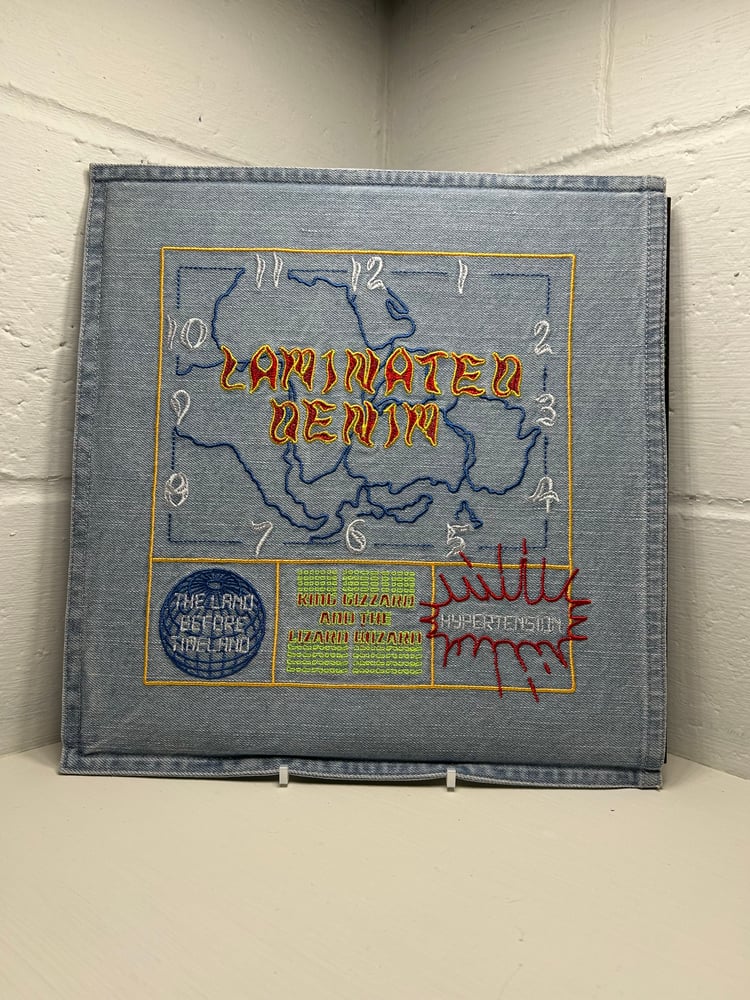 11 12 1
10 2
LAMINATED
DENIM
9 3
8 4
7 6 5
THE LAND
BEFORE
TIMELAND
KING GIZZARD
AND THE
LIZARD WIZARD
HYPERTENSION